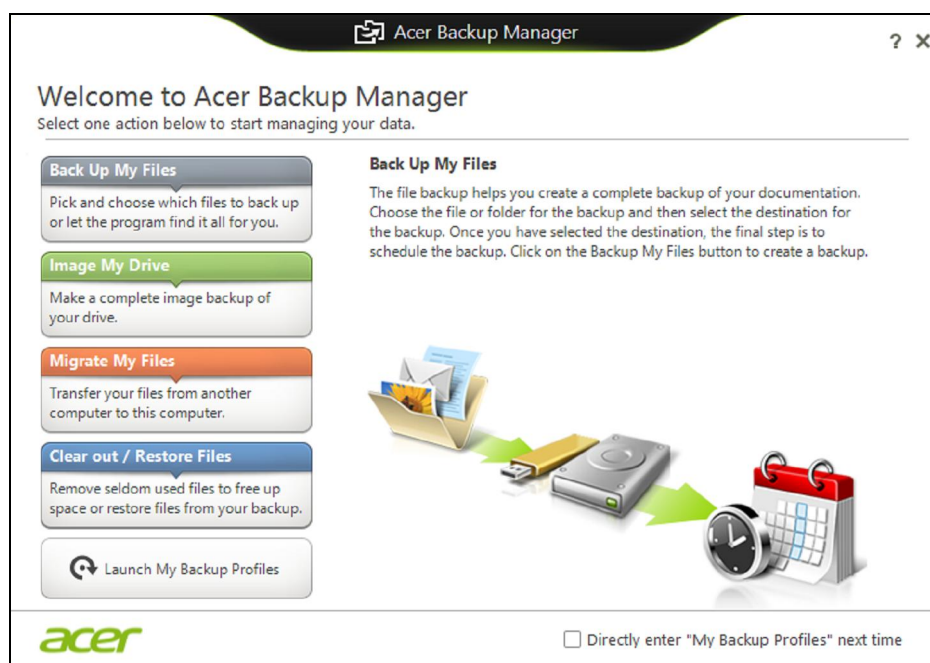 Acer Backup Manager
? X
Welcome to Acer Backup Manager
Select one action below to start managing your data.
Back Up My Files
Pick and choose which files to back up
or let the program find it all for you.
Image My Drive
Make a complete image backup of
your drive.
Migrate My Files
Transfer your files from another
computer to this computer.
Clear out / Restore Files
Remove seldom used files to free up
space or restore files from your backup.
Launch My Backup Profiles
Back Up My Files
The file backup helps you create a complete backup of your documentation.
Choose the file or folder for the backup and then select the destination for
the backup. Once you have selected the destination, the final step is to
schedule the backup. Click on the Backup My Files button to create a backup.
acer
Directly enter "My Backup Profiles" next time